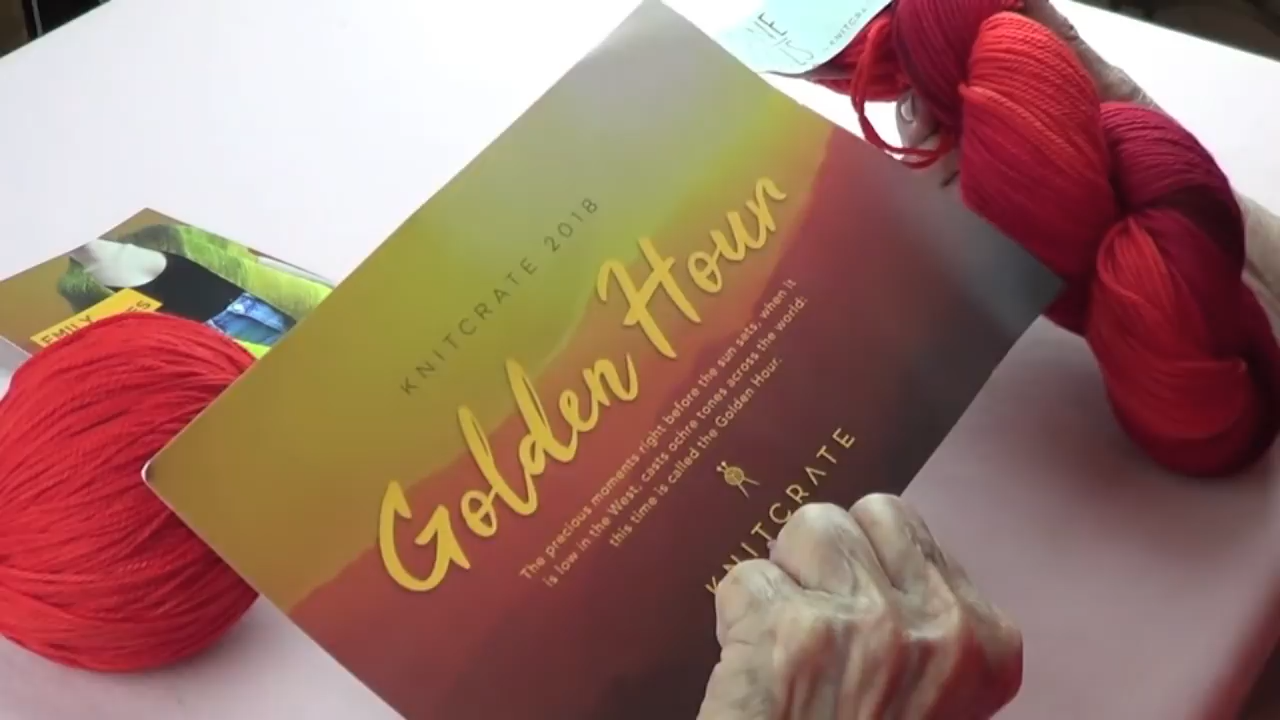 KNITCRATE 2018
Golden Hour
The precious moments right before the sun sets, when it
is low in the West, casts ochre tones across the world:
this time is called the Golden Hour.
KNITCRATE
EMILY
KNITCRA